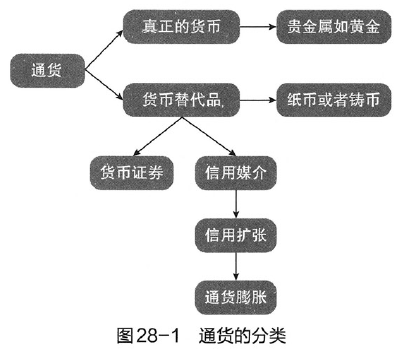 真正的货币
贵金属如黄金
通货
货币替代品
纸币或者铸币
货币证券
信用媒介
信用扩张
通货膨胀
图28-1 通货的分类